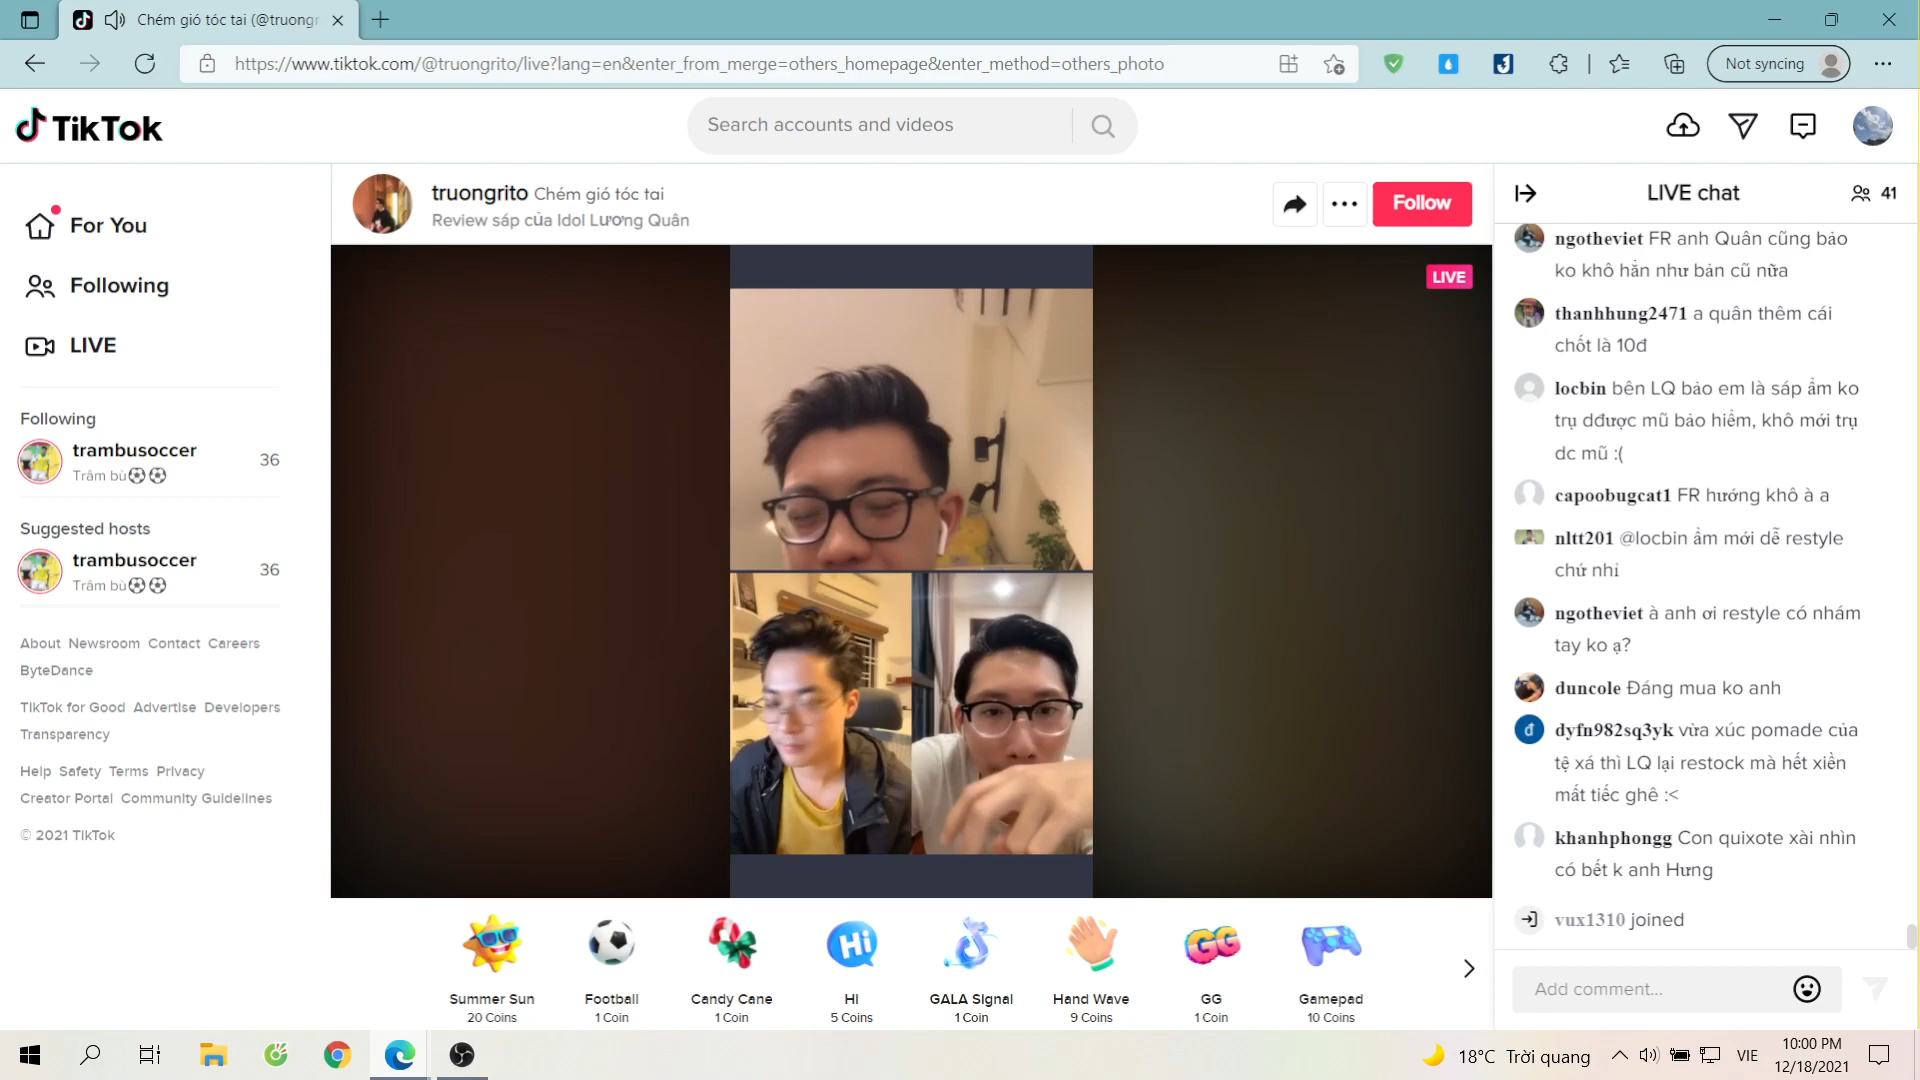 Chém gió tóc tai (@truongr
https://www.tiktok.com/@truongrito/live?lang=en&enter_from_merge=others_homepage&enter_method=others_photo
Not syncing
TikTok
Search accounts and videos
For You
Following
LIVE
Following
trambusoccer
Trâm bù⚽⚽
36
Suggested hosts
trambusoccer
Trâm bù⚽⚽
36
About Newsroom Contact Careers
ByteDance
TikTok for Good Advertise Developers
Transparency
Help Safety Terms Privacy
Creator Portal Community Guidelines
© 2021 TikTok
truongrito Chém gió tóc tai
Review sáp của Idol Lương Quân
Follow
LIVE
Summer Sun
20 Coins
Football
1 Coin
Candy Cane
1 Coin
Hi
HI
5 Coins
GALA Signal
1 Coin
Hand Wave
9 Coins
GG
GG
1 Coin
Gamepad
10 Coins
LIVE chat
41
ngotheviet FR anh Quân cũng bảo
ko khô hẳn như bản cũ nữa
thanhhung2471 a quân thêm cái
chốt là 10đ
locbin bên LQ bảo em là sáp ẩm ko
trụ dđược mũ bảo hiểm, khô mới trụ
dc mũ :(
capoobugcat1 FR hướng khô à a
nltt201 @locbin ẩm mới dễ restyle
chứ nhỉ
ngotheviet à anh ơi restyle có nhám
tay ko ạ?
duncole Đáng mua ko anh
đ
dyfn982sq3yk vừa xúc pomade của
tệ xá thì LQ lại restock mà hết xiền
mất tiếc ghê :<
khanhphongg Con quixote xài nhìn
có bết k anh Hưng
vux1310 joined
Add comment...
18°C Trời quang
VIE
10:00 PM
12/18/2021